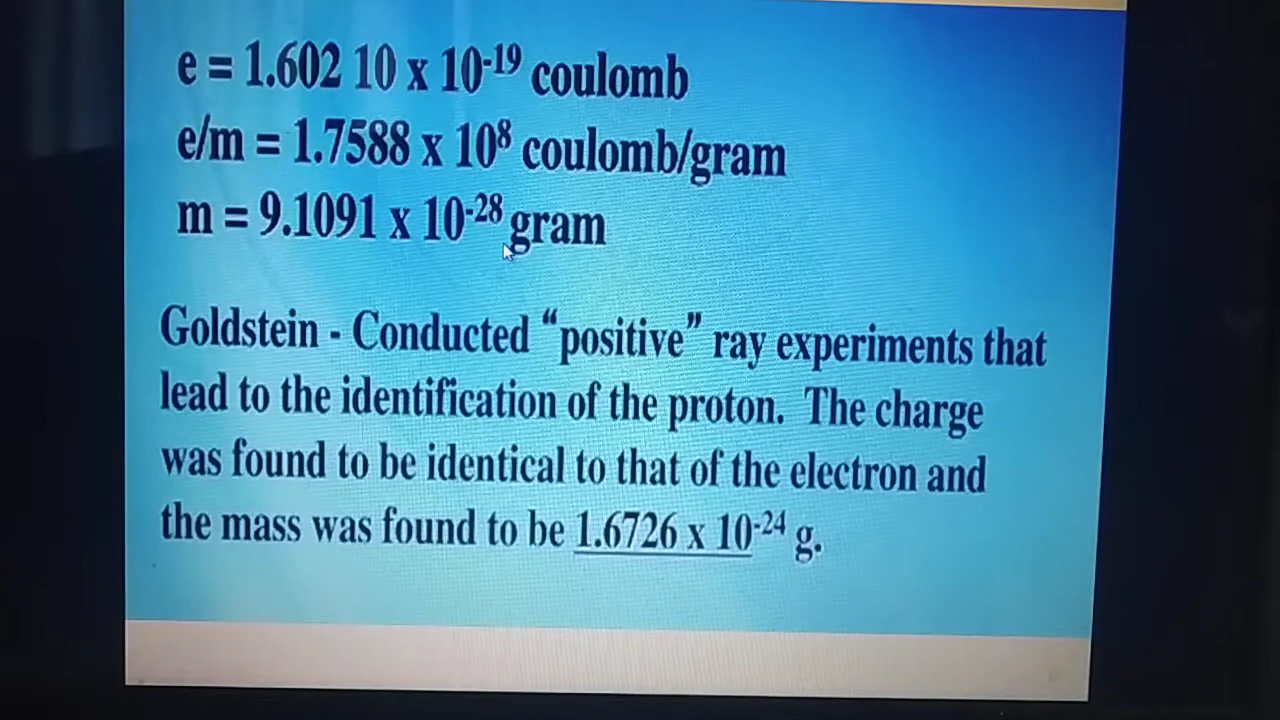 e = 1.602 10 x 10-19 coulomb
e/m = 1.7588 x 108 coulomb/gram
m = 9.1091 x 10-28 gram
Goldstein - Conducted “positive” ray experiments that
lead to the identification of the proton. The charge
was found to be identical to that of the electron and
the mass was found to be 1.6726 x 10-24 g.